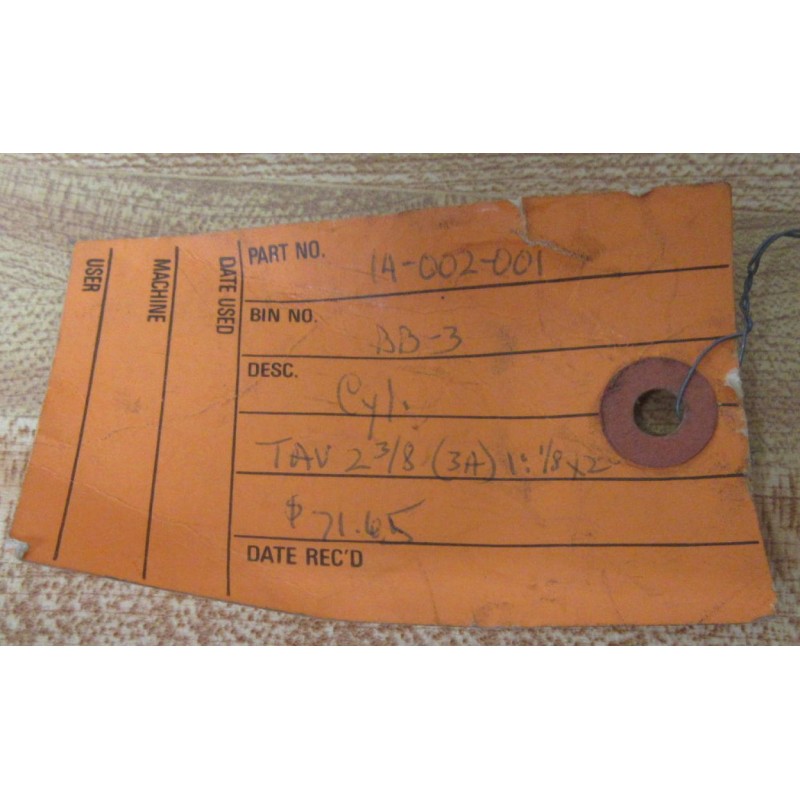 PART NO. 1A-002-001
BIN NO. BB-3
DESC. Cyl.
TAV 2 3/8 (3A) 1:1/8 x2
$71.65
DATE REC'D
DATE USED
MACHINE
USER